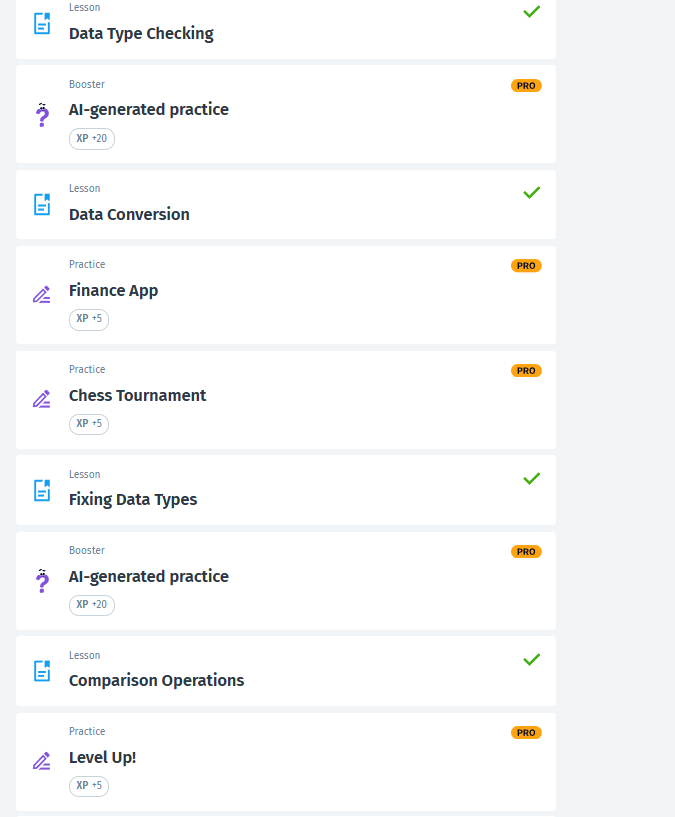 Lesson
Data Type Checking
Booster
PRO
AI-generated practice
XP +20
Lesson
Data Conversion
Practice
PRO
Finance App
XP +5
Practice
PRO
Chess Tournament
XP +5
Lesson
Fixing Data Types
Booster
PRO
AI-generated practice
XP +20
Lesson
Comparison Operations
Practice
PRO
Level Up!
XP +5